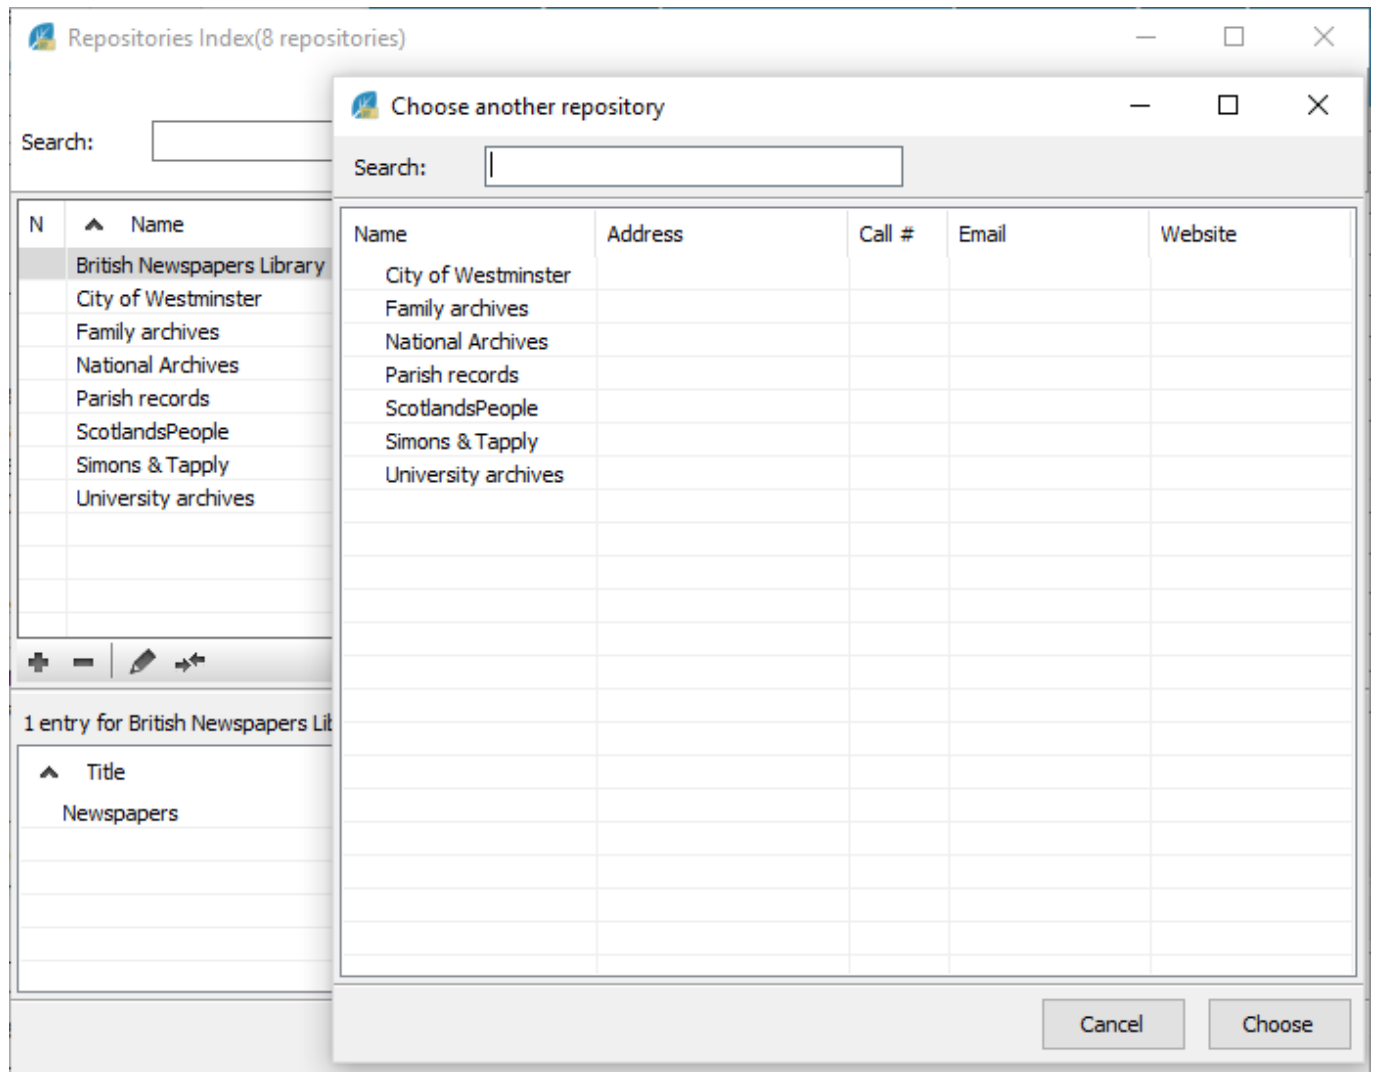 Repositories Index(8 repositories)
Search:
N Name
British Newspapers Library
City of Westminster
Family archives
National Archives
Parish records
ScotlandsPeople
Simons & Tapply
University archives
1 entry for British Newspapers Lib
Title
Newspapers
Choose another repository
Search:
Name Address Call # Email Website
City of Westminster
Family archives
National Archives
Parish records
ScotlandsPeople
Simons & Tapply
University archives
Cancel Choose